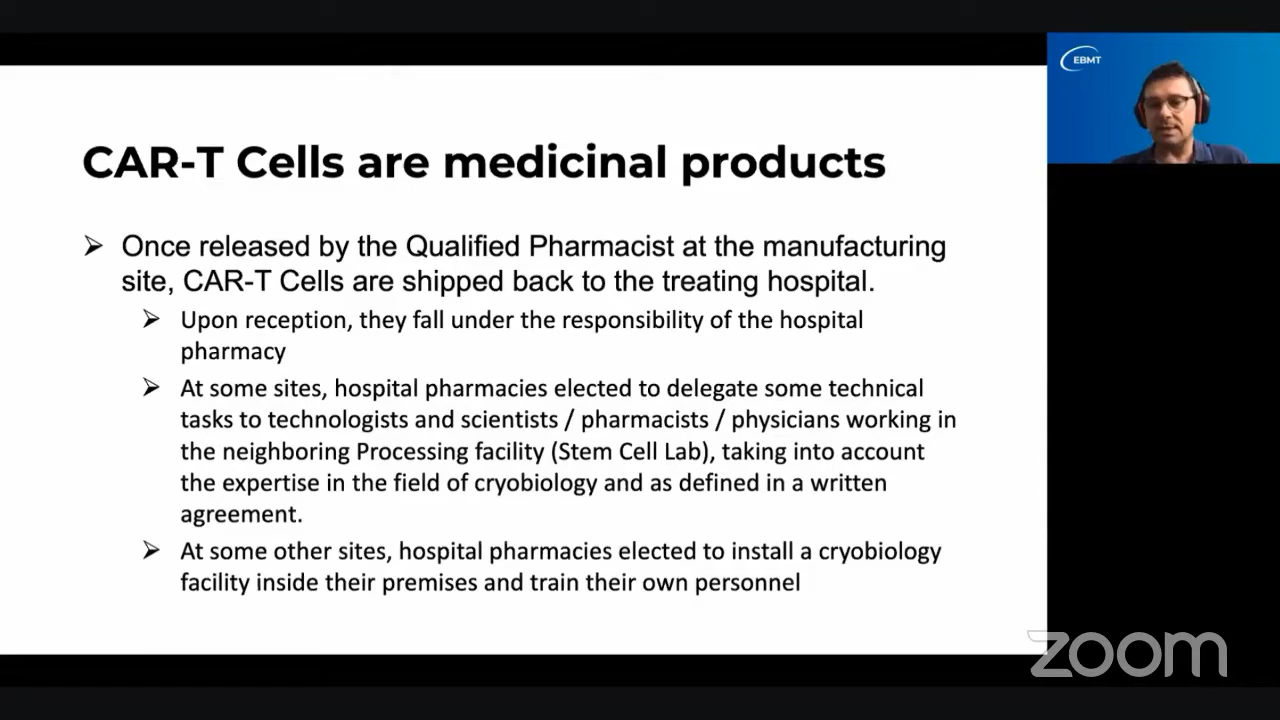 CAR-T Cells are medicinal products
➢ Once released by the Qualified Pharmacist at the manufacturing
site, CAR-T Cells are shipped back to the treating hospital.
➢ Upon reception, they fall under the responsibility of the hospital
pharmacy
➢ At some sites, hospital pharmacies elected to delegate some technical
tasks to technologists and scientists / pharmacists / physicians working in
the neighboring Processing facility (Stem Cell Lab), taking into account
the expertise in the field of cryobiology and as defined in a written
agreement.
➢ At some other sites, hospital pharmacies elected to install a cryobiology
facility inside their premises and train their own personnel
EBMT
zoom